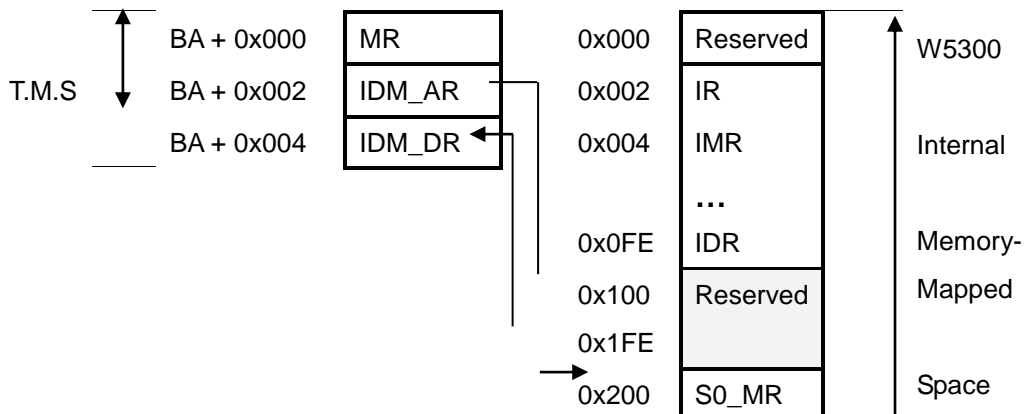 BA + 0x000 MR 0x000 Reserved W5300
T.M.S BA + 0x002 IDM_AR 0x002 IR
BA + 0x004 IDM_DR 0x004 IMR Internal
...
0x0FE IDR Memory-
0x100 Reserved Mapped
0x1FE
0x200 S0_MR Space